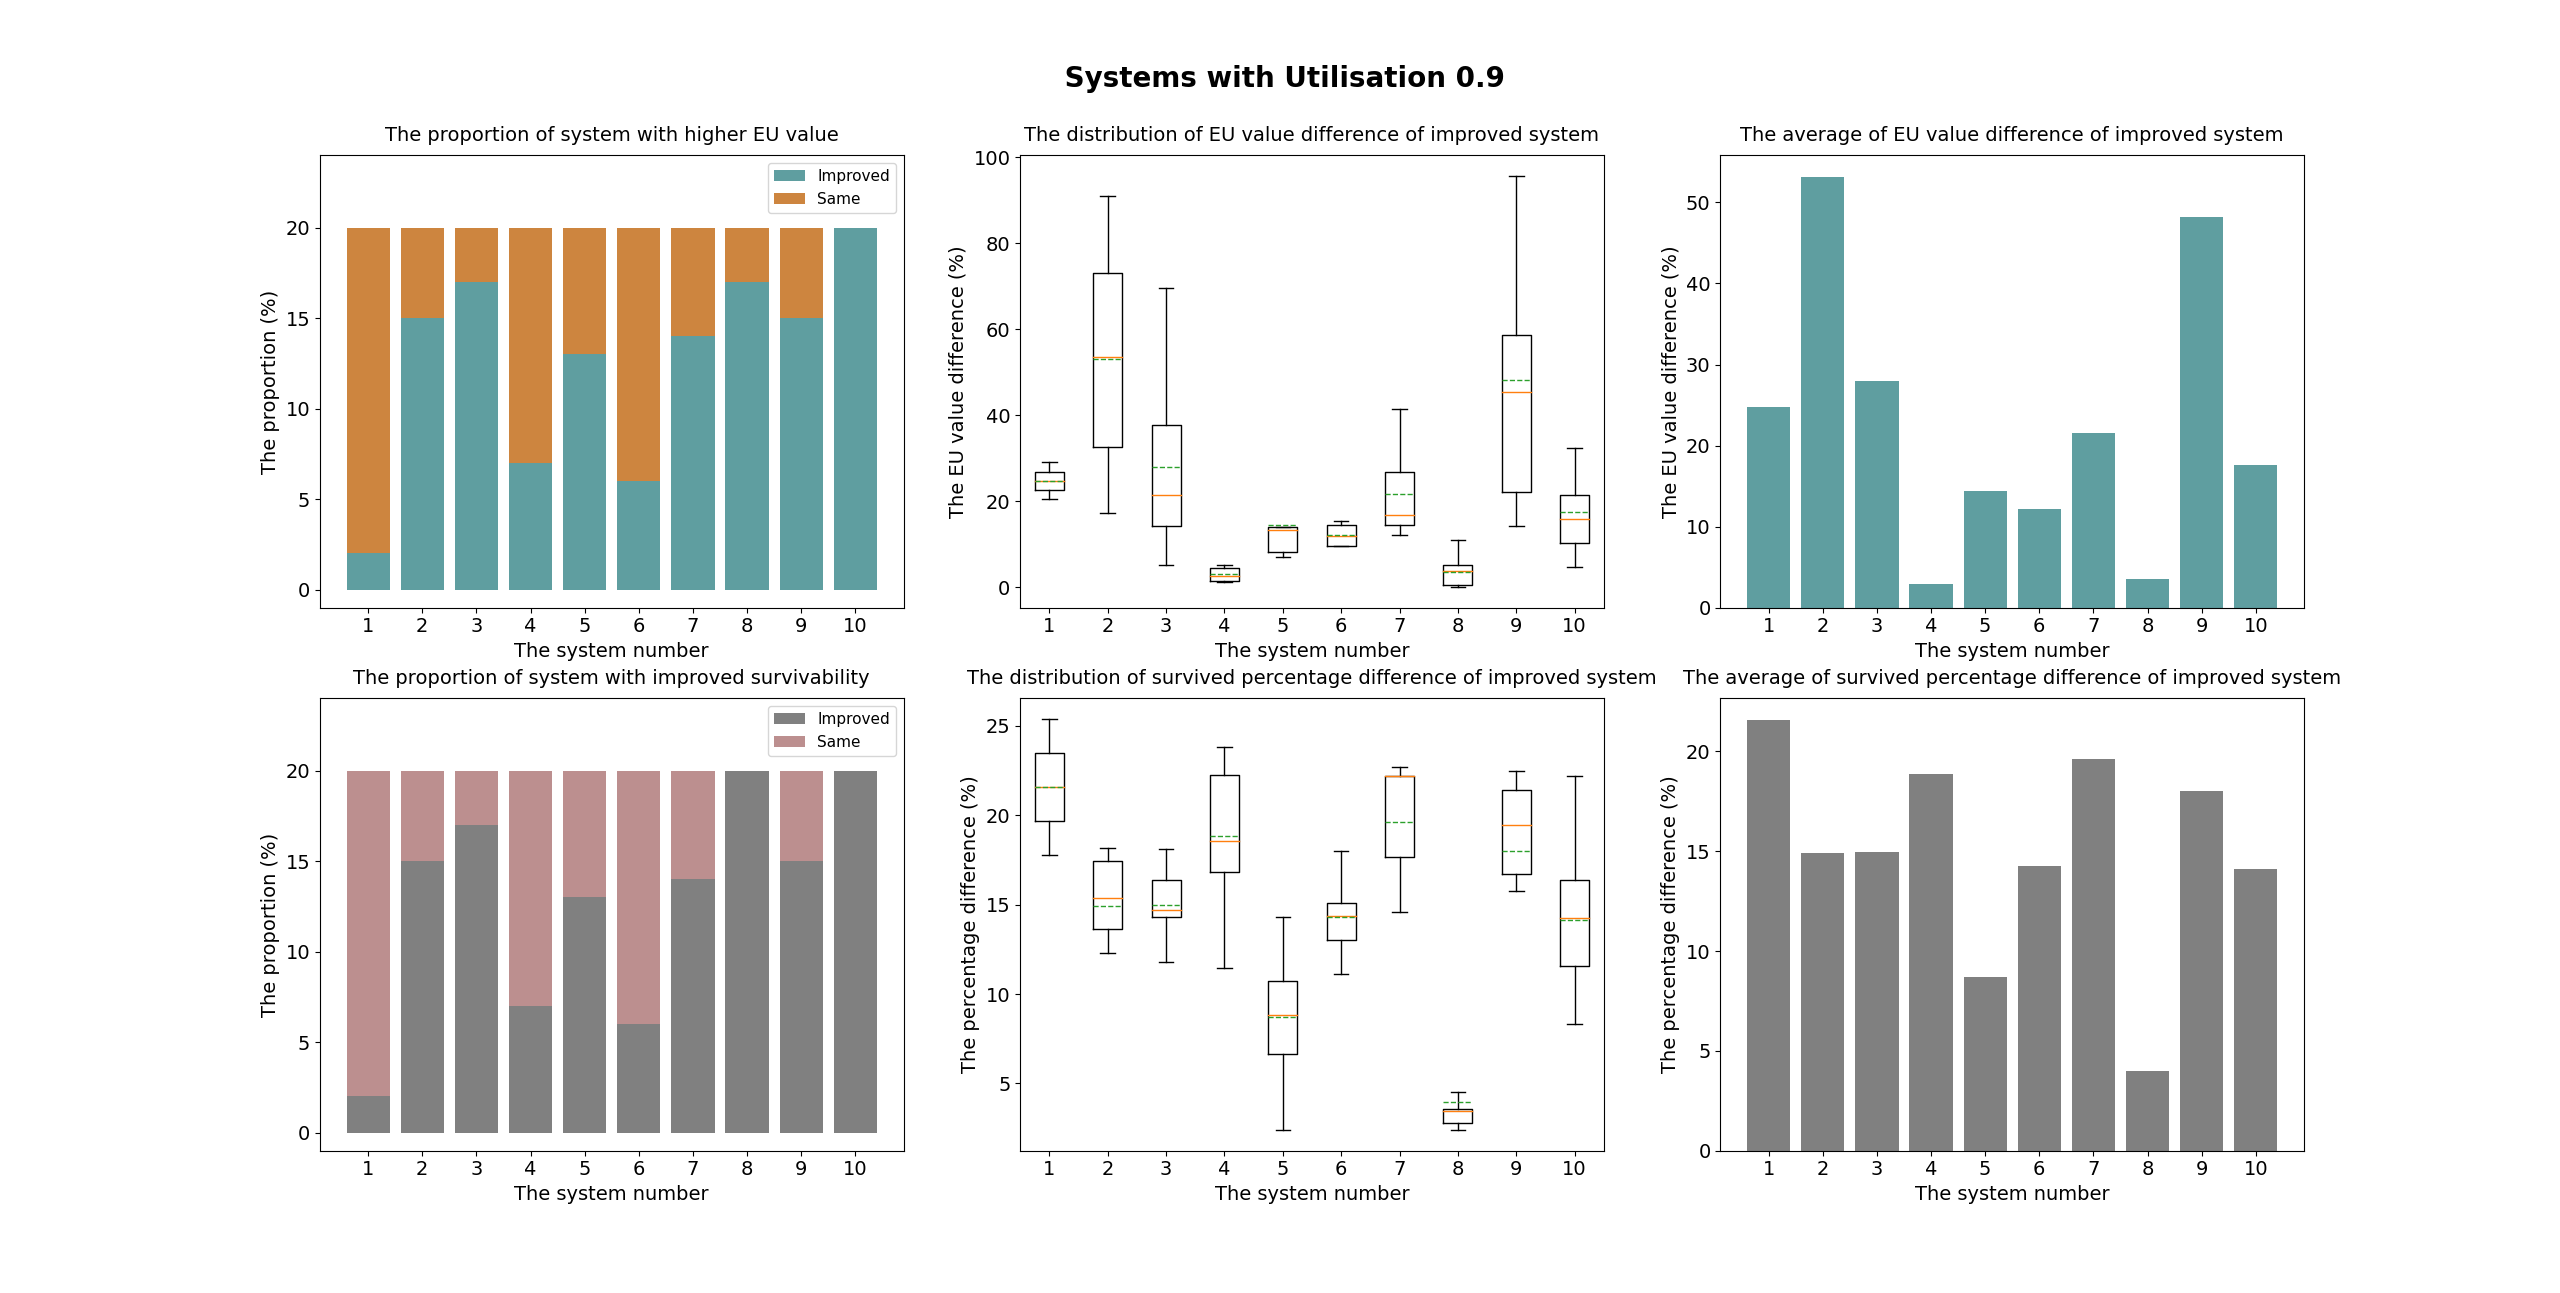 Systems with Utilisation 0.9
The proportion of system with higher EU value
The proportion (%)
20
15
10
5
0
Improved
Same
1 2 3 4 5 6 7 8 9 10
The system number
The distribution of EU value difference of improved system
The EU value difference (%)
100
80
60
40
20
0
1 2 3 4 5 6 7 8 9 10
The system number
The average of EU value difference of improved system
The EU value difference (%)
50
40
30
20
10
0
1 2 3 4 5 6 7 8 9 10
The system number
The proportion of system with improved survivability
The proportion (%)
20
15
10
5
0
Improved
Same
1 2 3 4 5 6 7 8 9 10
The system number
The distribution of survived percentage difference of improved system
The percentage difference (%)
25
20
15
10
5
1 2 3 4 5 6 7 8 9 10
The system number
The average of survived percentage difference of improved system
The percentage difference (%)
20
15
10
5
0
1 2 3 4 5 6 7 8 9 10
The system number